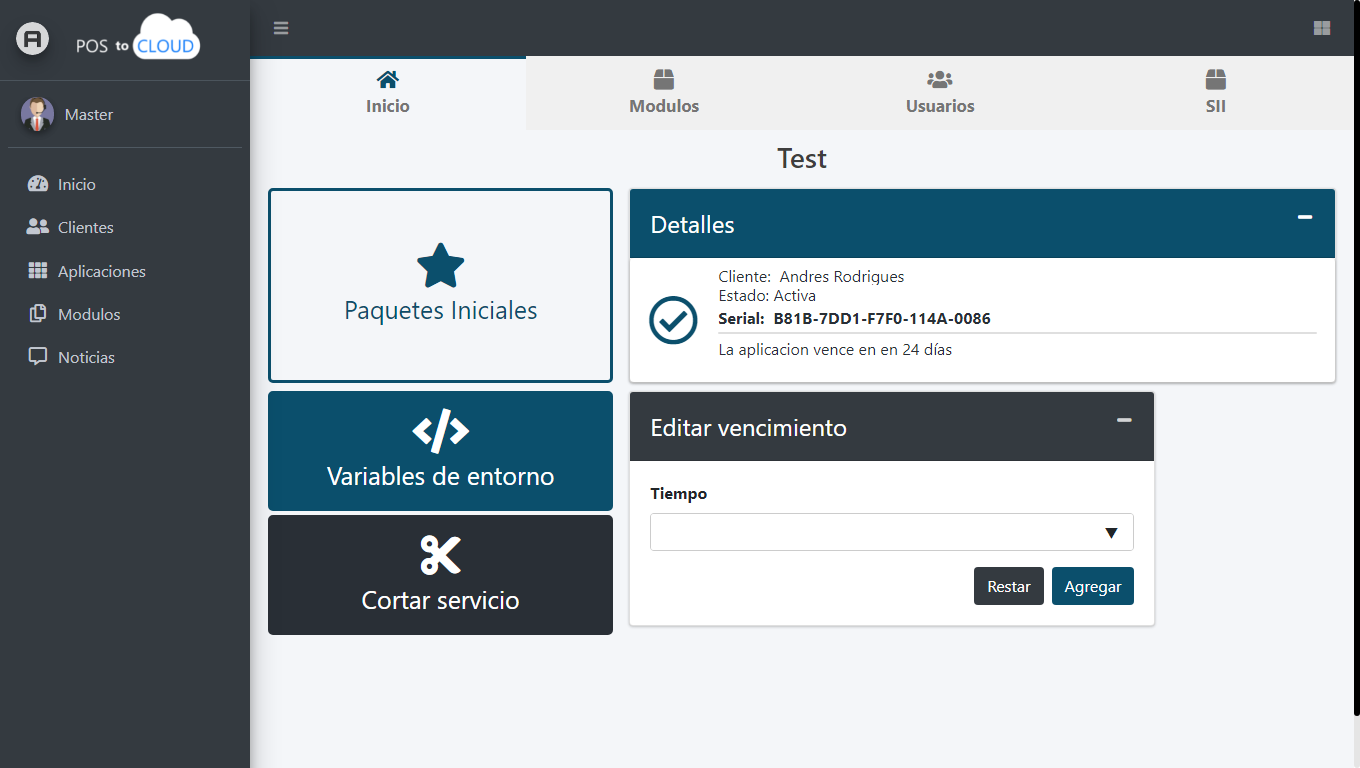 A
POS to CLOUD
Master
Inicio
Clientes
Aplicaciones
Modulos
Noticias
Inicio
Modulos
Usuarios
SII
Test
Paquetes Iniciales
Variables de entorno
Cortar servicio
Detalles
Cliente: Andres Rodrigues
Estado: Activa
Serial: B81B-7DD1-F7F0-114A-0086
La aplicacion vence en en 24 días
Editar vencimiento
Tiempo
Restar
Agregar